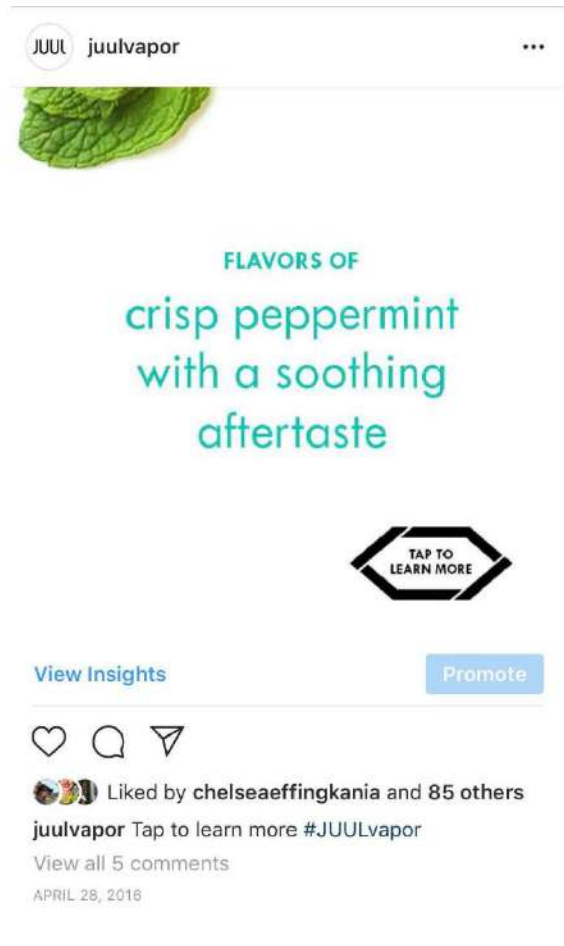 JUUL juulvapor
FLAVORS OF
crisp peppermint
with a soothing
aftertaste
TAP TO
LEARN MORE
View Insights
Promote
Liked by chelseaeffingkania and 85 others
juulvapor Tap to learn more #JUULvapor
View all 5 comments
APRIL 28, 2016